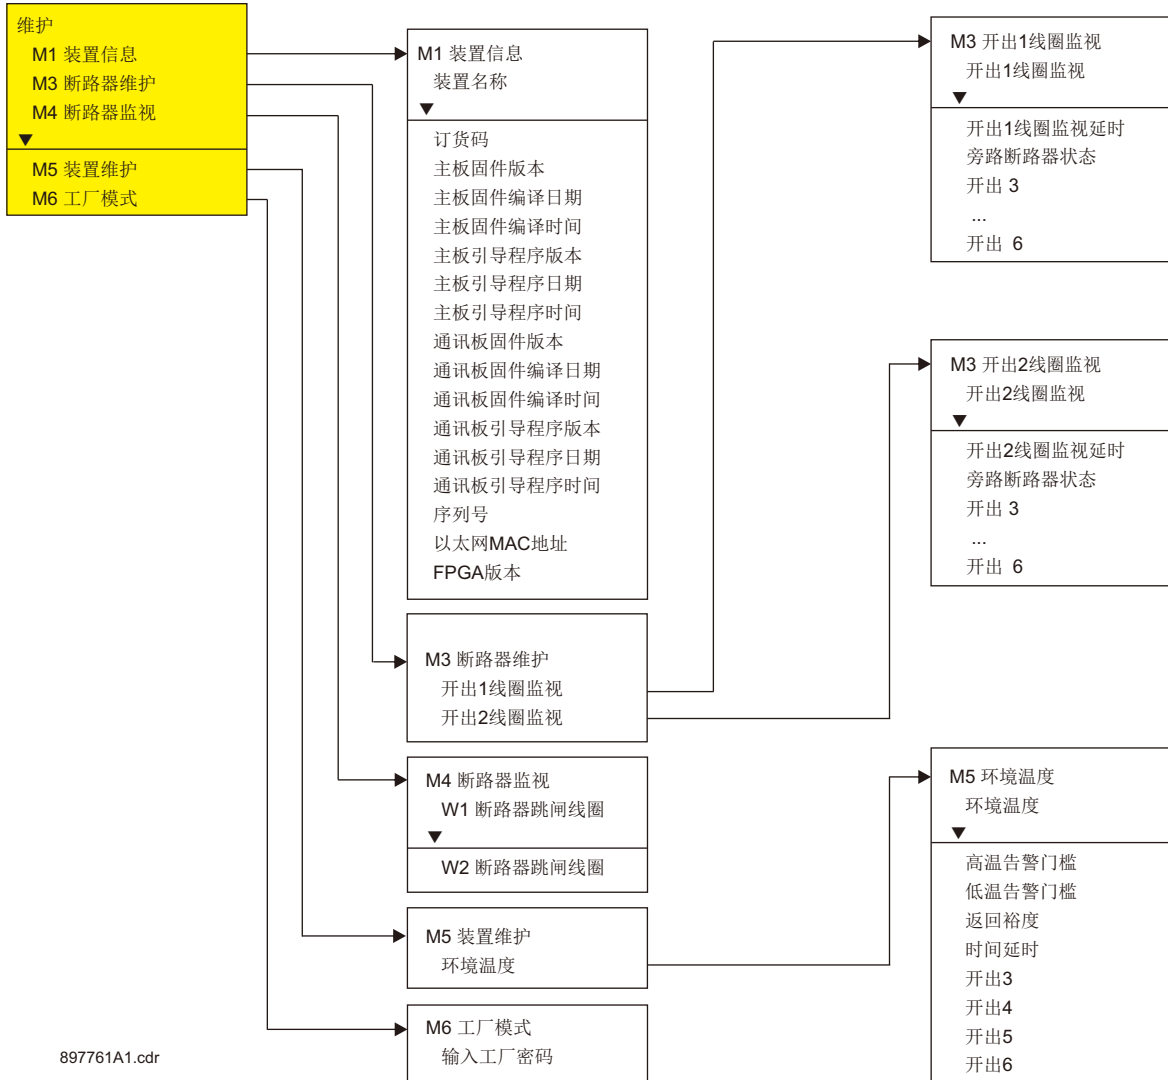 维护
M1 装置信息
M3 断路器维护
M4 断路器监视
▼
M5 装置维护
M6 工厂模式
M1 装置信息
装置名称
▼
订货码
主板固件版本
主板固件编译日期
主板固件编译时间
主板引导程序版本
主板引导程序日期
主板引导程序时间
通讯板固件版本
通讯板固件编译日期
通讯板固件编译时间
通讯板引导程序版本
通讯板引导程序日期
通讯板引导程序时间
序列号
以太网MAC地址
FPGA版本
M3 断路器维护
开出1线圈监视
开出2线圈监视
M4 断路器监视
W1 断路器跳闸线圈
▼
W2 断路器跳闸线圈
M5 装置维护
环境温度
M6 工厂模式
输入工厂密码
M3 开出1线圈监视
开出1线圈监视
▼
开出1线圈监视延时
旁路断路器状态
开出 3
...
开出 6
M3 开出2线圈监视
开出2线圈监视
▼
开出2线圈监视延时
旁路断路器状态
开出 3
...
开出 6
M5 环境温度
环境温度
▼
高温告警门槛
低温告警门槛
返回裕度
时间延时
开出3
开出4
开出5
开出6
897761A1.cdr